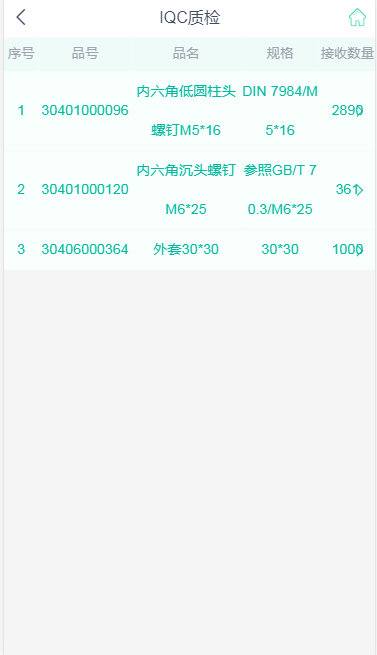 IQC质检
序号 品号 品名 规格 接收数量
1 30401000096 内六角低圆柱头螺钉M5*16 DIN 7984/M5*16 2890
2 30401000120 内六角沉头螺钉M6*25 参照GB/T 70.3/M6*25 361
3 30406000364 外套30*30 30*30 1000